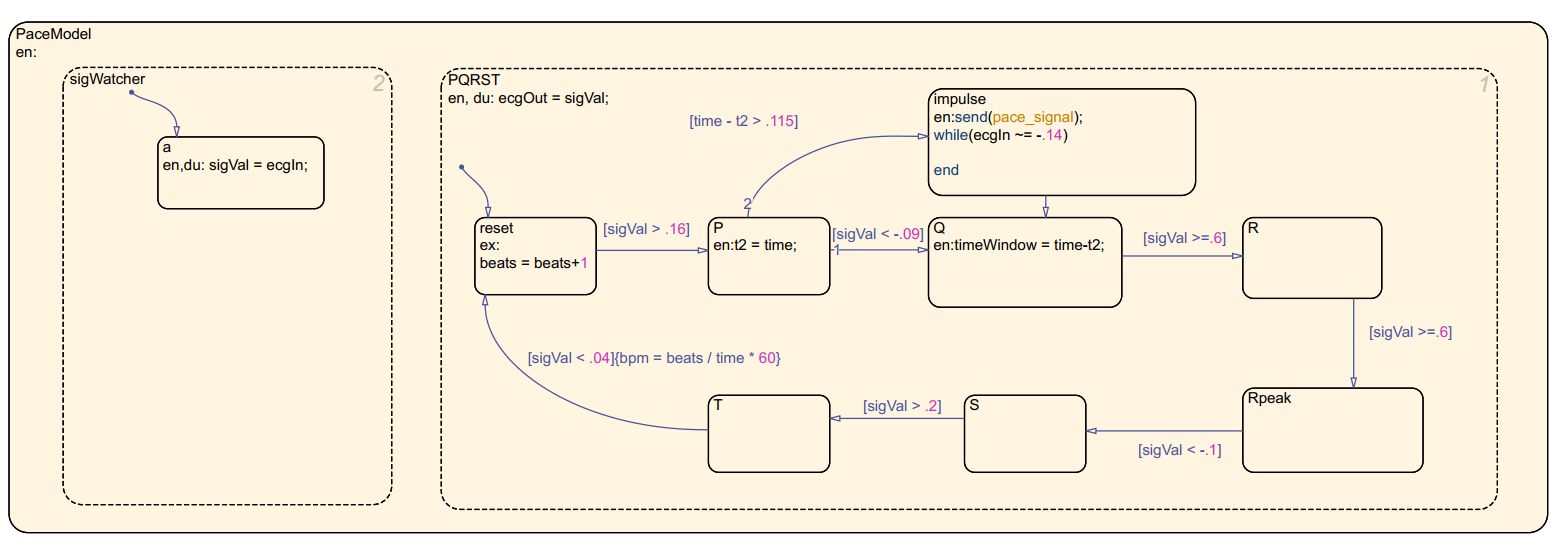 PaceModel
en:
sigWatcher
2
a
en,du: sigVal = ecgIn;
PQRST
1
en, du: ecgOut = sigVal;
[time - t2 > .115]
impulse
en:send(pace_signal);
while(ecgIn ~= -.14)
end
reset
ex:
beats = beats+1
[sigVal > .16]
2
P
en:t2 = time;
[sigVal < -.09]
1
Q
en:timeWindow = time-t2;
[sigVal >=.6]
R
[sigVal >=.6]
[sigVal < .04]{bpm = beats / time * 60}
T
[sigVal > .2]
S
[sigVal < -.1]
Rpeak